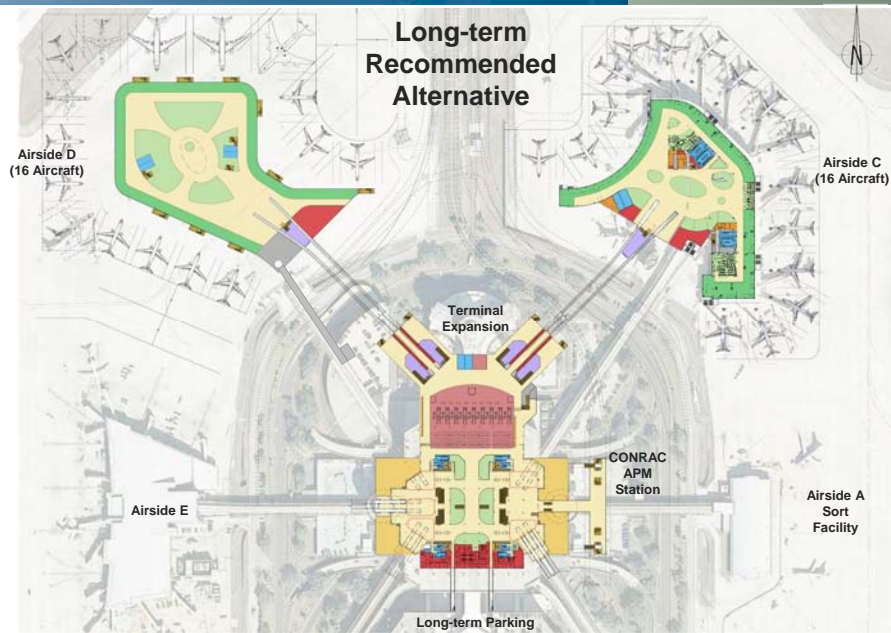 Long-term
Recommended
Alternative
N
Airside D
(16 Aircraft)
Airside C
(16 Aircraft)
Terminal
Expansion
CONRAC
APM
Station
Airside E
Airside A
Sort
Facility
Long-term Parking